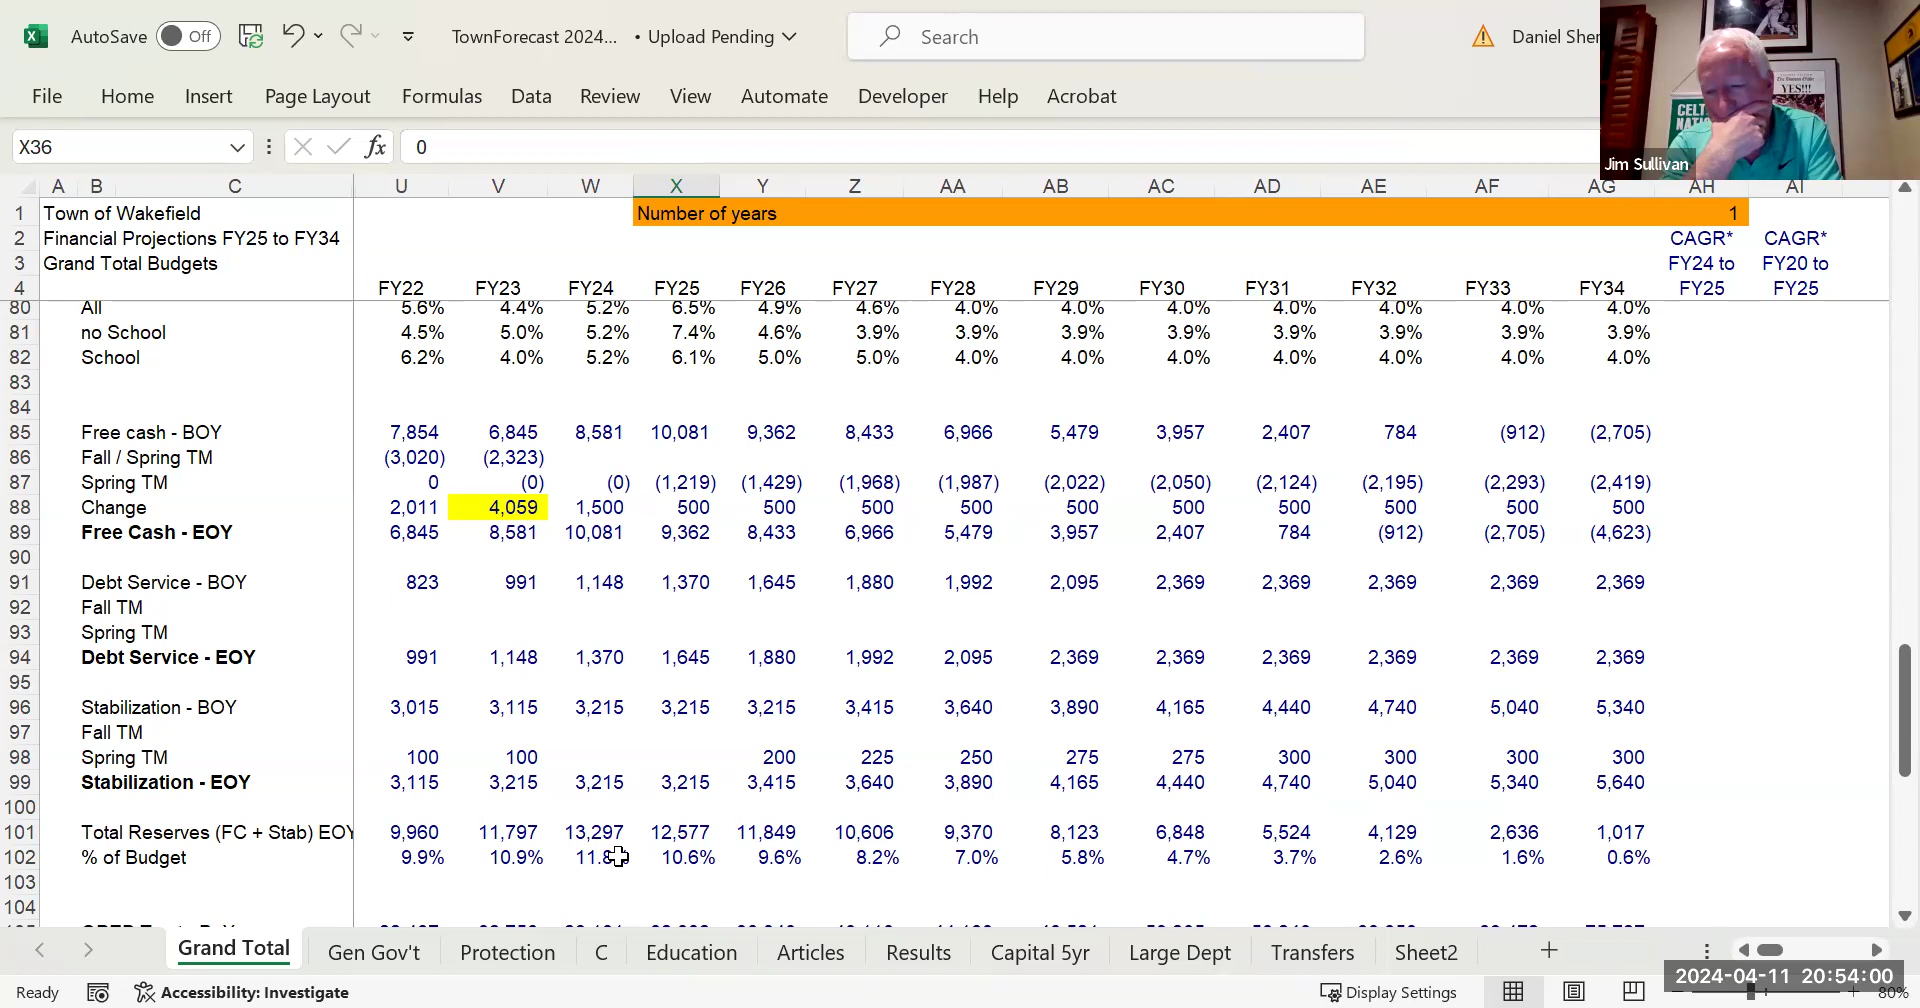 AutoSave Off TownForecast 2024... • Upload Pending Search Daniel Sher
File Home Insert Page Layout Formulas Data Review View Automate Developer Help Acrobat
YES!!!
CELT
NAT
Jim Sullivan
X36 fx 0
A B C U V W X Y Z AA AB AC AD AE AF AG AH AI
1 Town of Wakefield Number of years 1
2 Financial Projections FY25 to FY34 CAGR* CAGR*
3 Grand Total Budgets FY24 to FY20 to
4 FY22 FY23 FY24 FY25 FY26 FY27 FY28 FY29 FY30 FY31 FY32 FY33 FY34 FY25 FY25
80 All 5.6% 4.4% 5.2% 6.5% 4.9% 4.6% 4.0% 4.0% 4.0% 4.0% 4.0% 4.0% 4.0%
81 no School 4.5% 5.0% 5.2% 7.4% 4.6% 3.9% 3.9% 3.9% 3.9% 3.9% 3.9% 3.9% 3.9%
82 School 6.2% 4.0% 5.2% 6.1% 5.0% 5.0% 4.0% 4.0% 4.0% 4.0% 4.0% 4.0% 4.0%
83
84
85 Free cash - BOY 7,854 6,845 8,581 10,081 9,362 8,433 6,966 5,479 3,957 2,407 784 (912) (2,705)
86 Fall / Spring TM (3,020) (2,323)
87 Spring TM 0 (0) (0) (1,219) (1,429) (1,968) (1,987) (2,022) (2,050) (2,124) (2,195) (2,293) (2,419)
88 Change 2,011 4,059 1,500 500 500 500 500 500 500 500 500 500 500
89 Free Cash - EOY 6,845 8,581 10,081 9,362 8,433 6,966 5,479 3,957 2,407 784 (912) (2,705) (4,623)
90
91 Debt Service - BOY 823 991 1,148 1,370 1,645 1,880 1,992 2,095 2,369 2,369 2,369 2,369 2,369
92 Fall TM
93 Spring TM
94 Debt Service - EOY 991 1,148 1,370 1,645 1,880 1,992 2,095 2,369 2,369 2,369 2,369 2,369 2,369
95
96 Stabilization - BOY 3,015 3,115 3,215 3,215 3,215 3,415 3,640 3,890 4,165 4,440 4,740 5,040 5,340
97 Fall TM
98 Spring TM 100 100 200 225 250 275 275 300 300 300 300
99 Stabilization - EOY 3,115 3,215 3,215 3,215 3,415 3,640 3,890 4,165 4,440 4,740 5,040 5,340 5,640
100
101 Total Reserves (FC + Stab) EOY 9,960 11,797 13,297 12,577 11,849 10,606 9,370 8,123 6,848 5,524 4,129 2,636 1,017
102 % of Budget 9.9% 10.9% 11.8 10.6% 9.6% 8.2% 7.0% 5.8% 4.7% 3.7% 2.6% 1.6% 0.6%
103
104
Grand Total Gen Gov't Protection C Education Articles Results Capital 5yr Large Dept Transfers Sheet2
2024-04-11 20:54:00
Ready Accessibility: Investigate Display Settings 80%